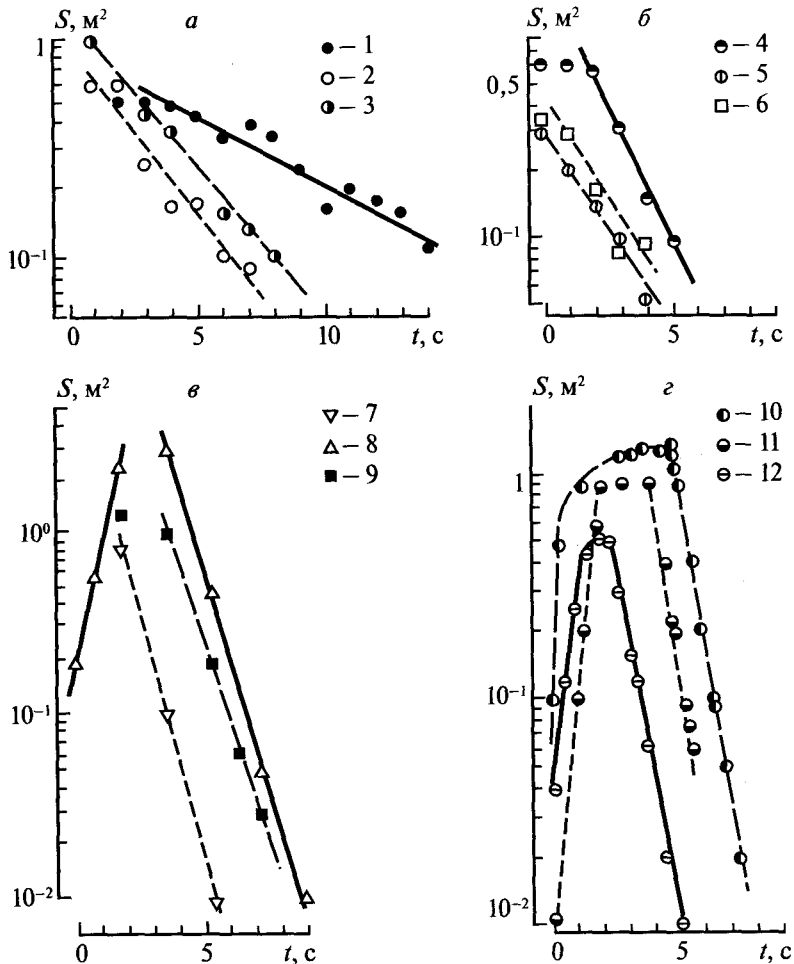 S, м² а
1
10⁻¹
0 5 10 t, с
● – 1
○ – 2
◑ – 3
S, м² б
0,5
10⁻¹
0 5 t, с
– 4
– 5
□ – 6
S, м² в
10⁰
10⁻¹
10⁻²
0 5 t, с
▽ – 7
△ – 8
■ – 9
S, м² г
1
10⁻¹
10⁻²
0 5 t, с
– 10
– 11
⊖ – 12